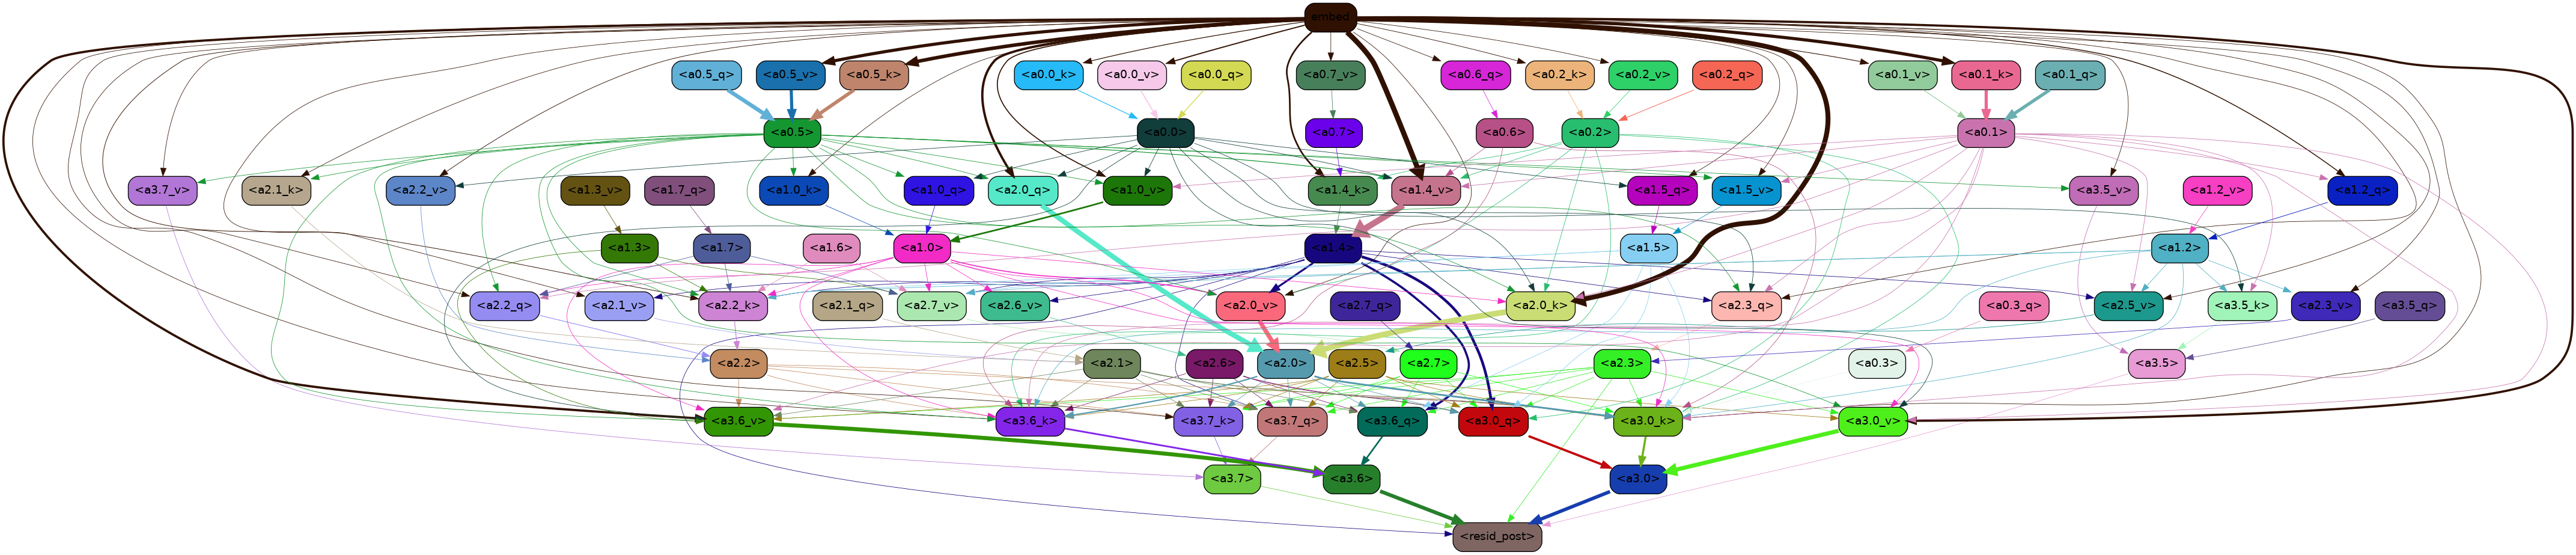 embed
<a0.5_q> <a0.5_v> <a0.5_k> <a0.0_k> <a0.0_v> <a0.0_q> <a0.7_v> <a0.6_q> <a0.2_k> <a0.2_v> <a0.2_q> <a0.1_v> <a0.1_k> <a0.1_q>
<a0.5> <a0.0> <a0.7> <a0.6> <a0.2> <a0.1>
<a3.7_v> <a2.1_k> <a2.2_v> <a1.3_v> <a1.7_q> <a1.0_k> <a1.0_q> <a2.0_q> <a1.0_v> <a1.4_k> <a1.4_v> <a1.5_q> <a1.5_v> <a3.5_v> <a1.2_v> <a1.2_q>
<a1.3> <a1.7> <a1.6> <a1.0> <a1.4> <a1.5> <a1.2>
<a2.2_q> <a2.1_v> <a2.2_k> <a2.1_q> <a2.7_v> <a2.6_v> <a2.0_v> <a2.7_q> <a2.0_k> <a2.3_q> <a0.3_q> <a2.5_v> <a3.5_k> <a2.3_v> <a3.5_q>
<a2.2> <a2.1> <a2.6> <a2.0> <a2.5> <a2.7> <a2.3> <a0.3> <a3.5>
<a3.6_v> <a3.6_k> <a3.7_k> <a3.7_q> <a3.6_q> <a3.0_q> <a3.0_k> <a3.0_v>
<a3.7> <a3.6> <a3.0>
<resid_post>